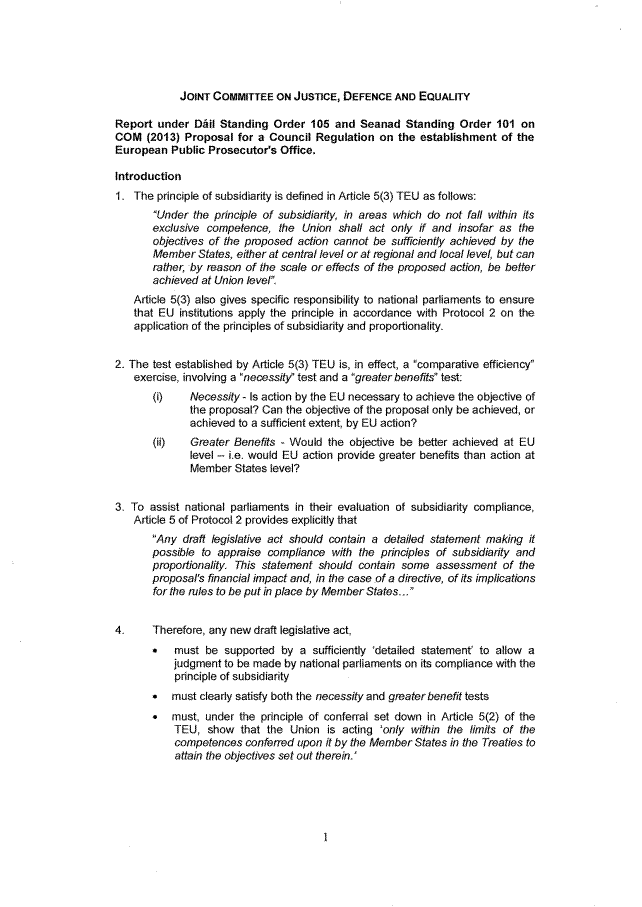 JOINT COMMITTEE ON JUSTICE, DEFENCE AND EQUALITY
Report under Dáil Standing Order 105 and Seanad Standing Order 101 on
COM (2013) Proposal for a Council Regulation on the establishment of the
European Public Prosecutor's Office.
Introduction
1. The principle of subsidiarity is defined in Article 5(3) TEU as follows:
"Under the principle of subsidiarity, in areas which do not fall within its
exclusive competence, the Union shall act only if and insofar as the
objectives of the proposed action cannot be sufficiently achieved by the
Member States, either at central level or at regional and local level, but can
rather, by reason of the scale or effects of the proposed action, be better
achieved at Union level".
Article 5(3) also gives specific responsibility to national parliaments to ensure
that EU institutions apply the principle in accordance with Protocol 2 on the
application of the principles of subsidiarity and proportionality.
2. The test established by Article 5(3) TEU is, in effect, a "comparative efficiency"
exercise, involving a "necessity" test and a "greater benefits" test:
(i) Necessity - Is action by the EU necessary to achieve the objective of
the proposal? Can the objective of the proposal only be achieved, or
achieved to a sufficient extent, by EU action?
(ii) Greater Benefits - Would the objective be better achieved at EU
level – i.e. would EU action provide greater benefits than action at
Member States level?
3. To assist national parliaments in their evaluation of subsidiarity compliance,
Article 5 of Protocol 2 provides explicitly that
"Any draft legislative act should contain a detailed statement making it
possible to appraise compliance with the principles of subsidiarity and
proportionality. This statement should contain some assessment of the
proposal's financial impact and, in the case of a directive, of its implications
for the rules to be put in place by Member States…"
4. Therefore, any new draft legislative act,
• must be supported by a sufficiently 'detailed statement' to allow a
judgment to be made by national parliaments on its compliance with the
principle of subsidiarity
• must clearly satisfy both the necessity and greater benefit tests
• must, under the principle of conferral set down in Article 5(2) of the
TEU, show that the Union is acting 'only within the limits of the
competences conferred upon it by the Member States in the Treaties to
attain the objectives set out therein.'
1